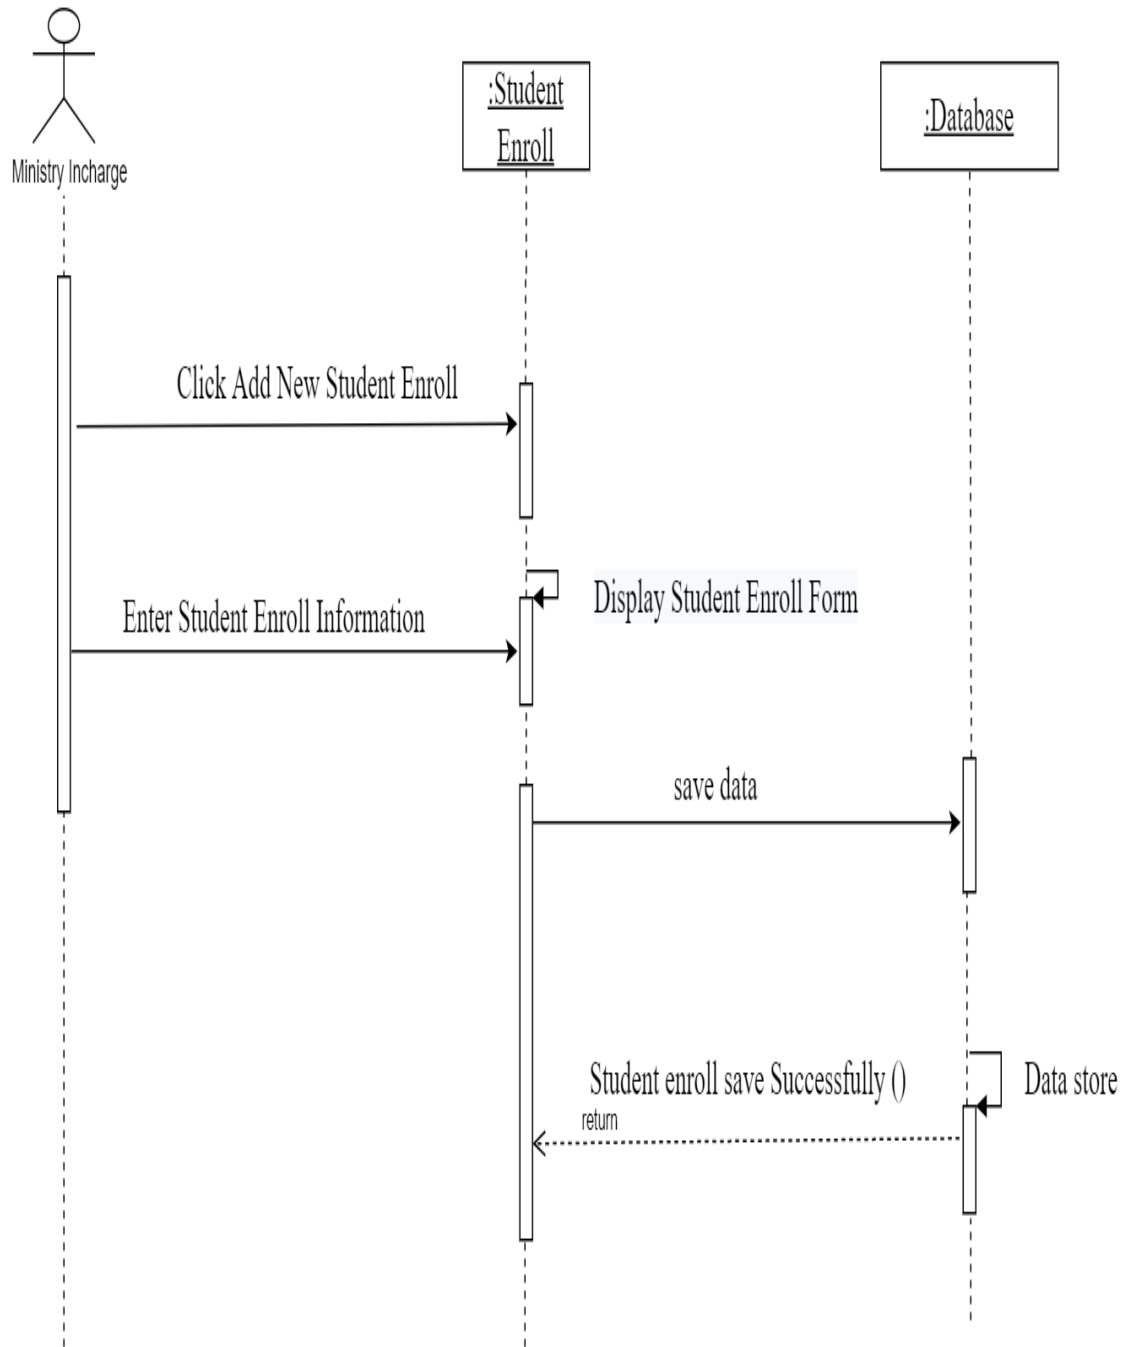 :Student
Enroll
:Database
Ministry Incharge
Click Add New Student Enroll
Display Student Enroll Form
Enter Student Enroll Information
save data
Student enroll save Successfully ()
Data store
return